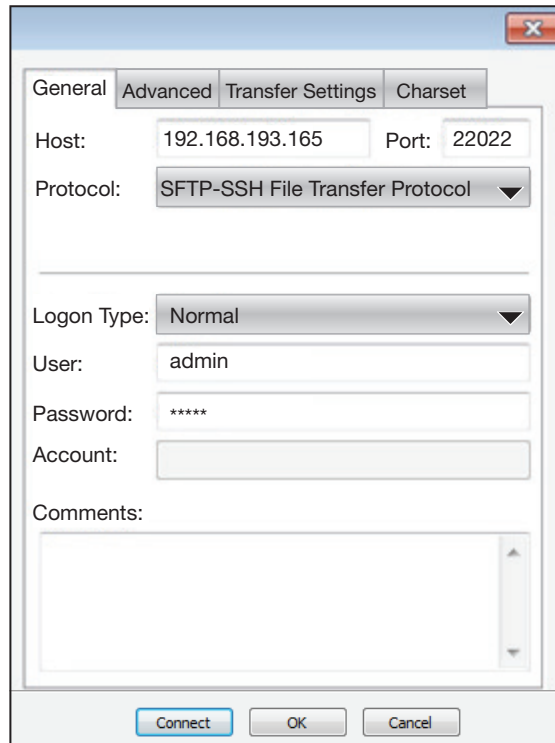 General Advanced Transfer Settings Charset
Host: 192.168.193.165 Port: 22022
Protocol: SFTP-SSH File Transfer Protocol
Logon Type: Normal
User: admin
Password: *****
Account:
Comments:
Connect OK Cancel